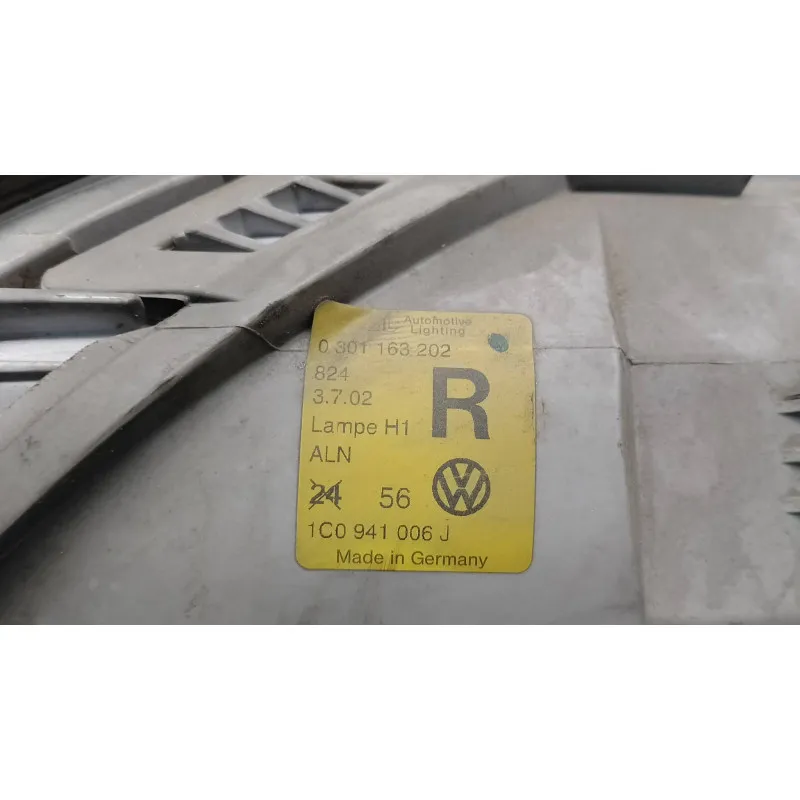 Automotive
Lighting
0 301 163 202
824
R
3.7.02
Lampe H1
ALN
24 56
1C0 941 006 J
Made in Germany